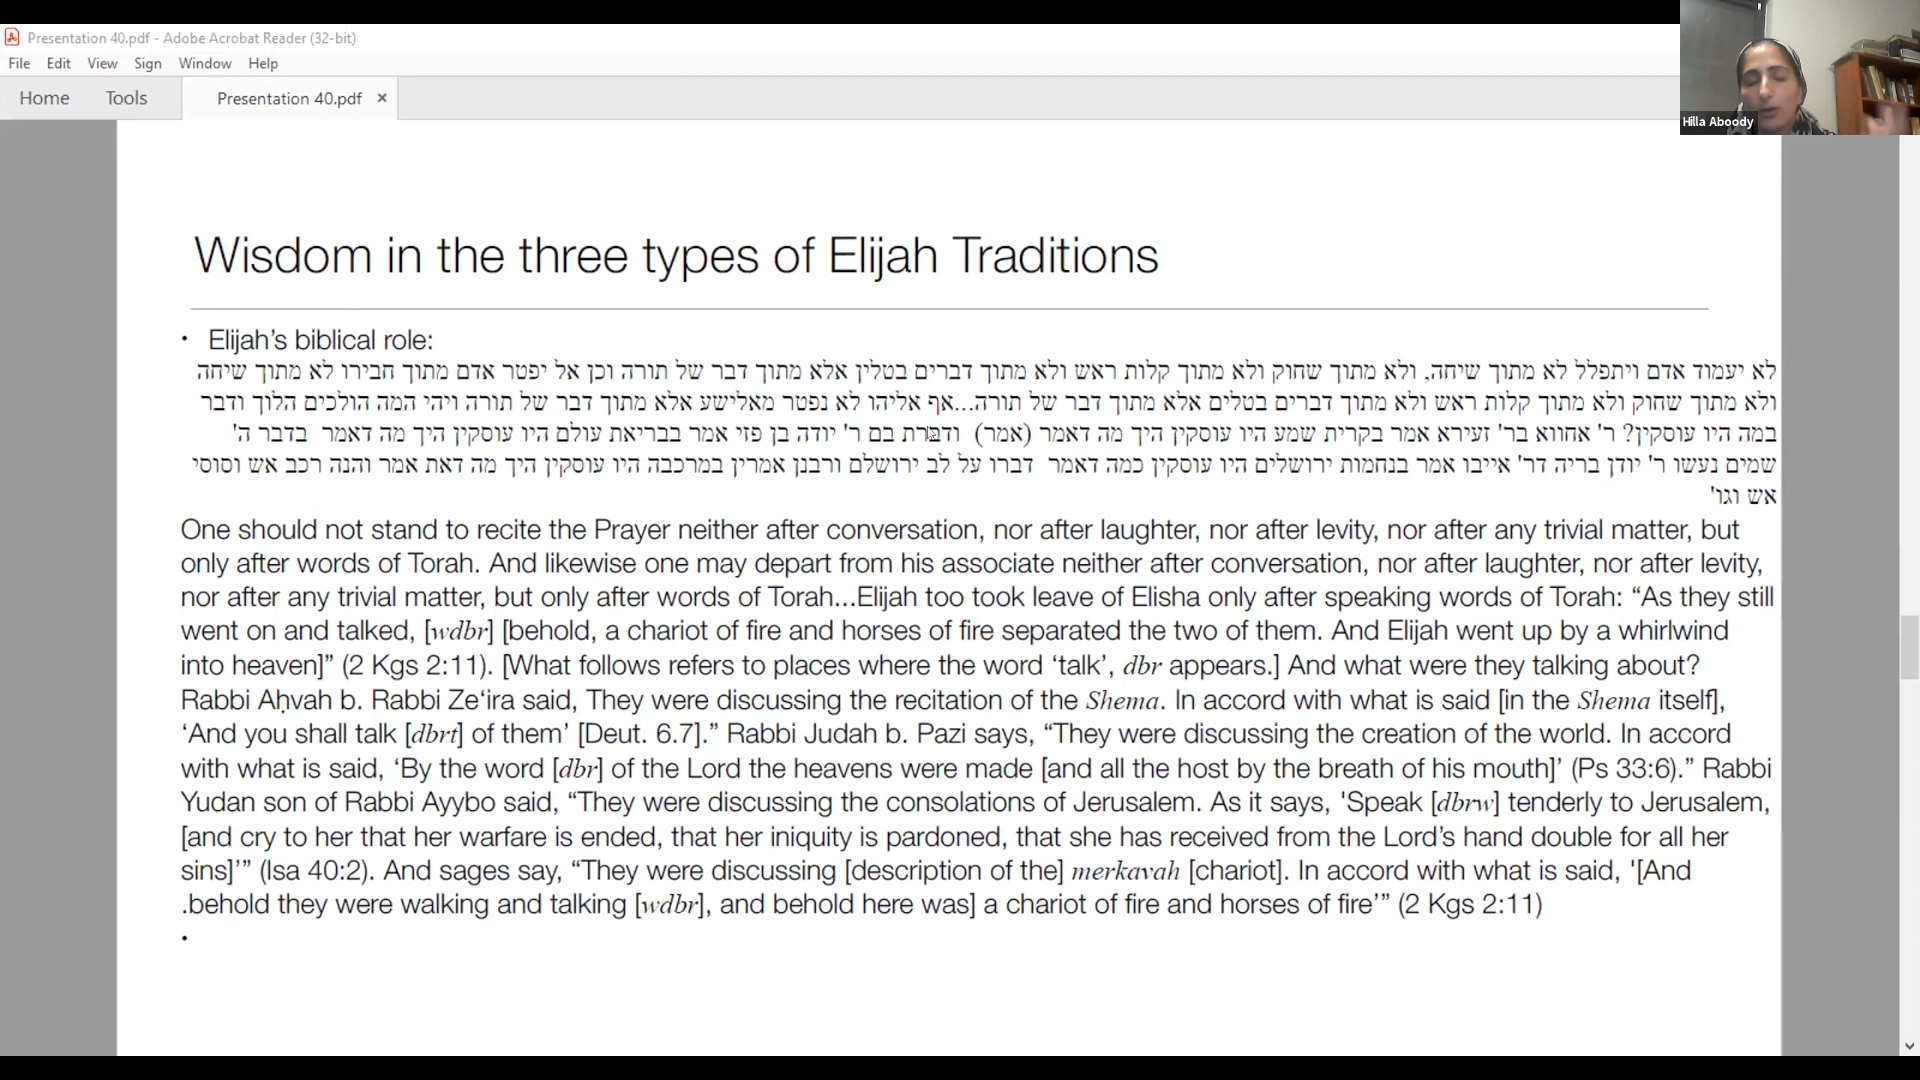 Presentation 40.pdf - Adobe Acrobat Reader (32-bit)
File Edit View Sign Window Help
Home Tools Presentation 40.pdf ×
Hilla Aboody
Wisdom in the three types of Elijah Traditions
• Elijah’s biblical role:
לא יעמוד אדם ויתפלל לא מתוך שיחה, ולא מתוך שחוק ולא מתוך קלות ראש ולא מתוך דברים בטלין אלא מתוך דבר של תורה וכן אל יפטר אדם מתוך חבירו לא מתוך שיחה
ולא מתוך שחוק ולא מתוך קלות ראש ולא מתוך דברים בטלים אלא מתוך דבר של תורה...אף אליהו לא נפטר מאלישע אלא מתוך דבר של תורה ויהי המה הולכים הלוך ודבר
במה היו עוסקין? ר' אחווא בר' זעירא אמר בקרית שמע היו עוסקין היך מה דאמר (אמר) ודברת בם ר' יודה בן פזי אמר בבריאת עולם היו עוסקין היך מה דאמר בדבר ה'
שמים נעשו ר' יודן בריה דר' אייבו אמר בנחמות ירושלים היו עוסקין כמה דאמר דברו על לב ירושלם ורבנן אמרין במרכבה היו עוסקין היך מה דאת אמר והנה רכב אש וסוסי
אש וגו'
One should not stand to recite the Prayer neither after conversation, nor after laughter, nor after levity, nor after any trivial matter, but
only after words of Torah. And likewise one may depart from his associate neither after conversation, nor after laughter, nor after levity,
nor after any trivial matter, but only after words of Torah...Elijah too took leave of Elisha only after speaking words of Torah: “As they still
went on and talked, [wdbr] [behold, a chariot of fire and horses of fire separated the two of them. And Elijah went up by a whirlwind
into heaven]” (2 Kgs 2:11). [What follows refers to places where the word ‘talk’, dbr appears.] And what were they talking about?
Rabbi Aḥvah b. Rabbi Ze‘ira said, They were discussing the recitation of the Shema. In accord with what is said [in the Shema itself],
‘And you shall talk [dbrt] of them’ [Deut. 6.7].” Rabbi Judah b. Pazi says, “They were discussing the creation of the world. In accord
with what is said, ‘By the word [dbr] of the Lord the heavens were made [and all the host by the breath of his mouth]’ (Ps 33:6).” Rabbi
Yudan son of Rabbi Ayybo said, “They were discussing the consolations of Jerusalem. As it says, 'Speak [dbrw] tenderly to Jerusalem,
[and cry to her that her warfare is ended, that her iniquity is pardoned, that she has received from the Lord’s hand double for all her
sins]’” (Isa 40:2). And sages say, “They were discussing [description of the] merkavah [chariot]. In accord with what is said, '[And
.behold they were walking and talking [wdbr], and behold here was] a chariot of fire and horses of fire’” (2 Kgs 2:11)
•